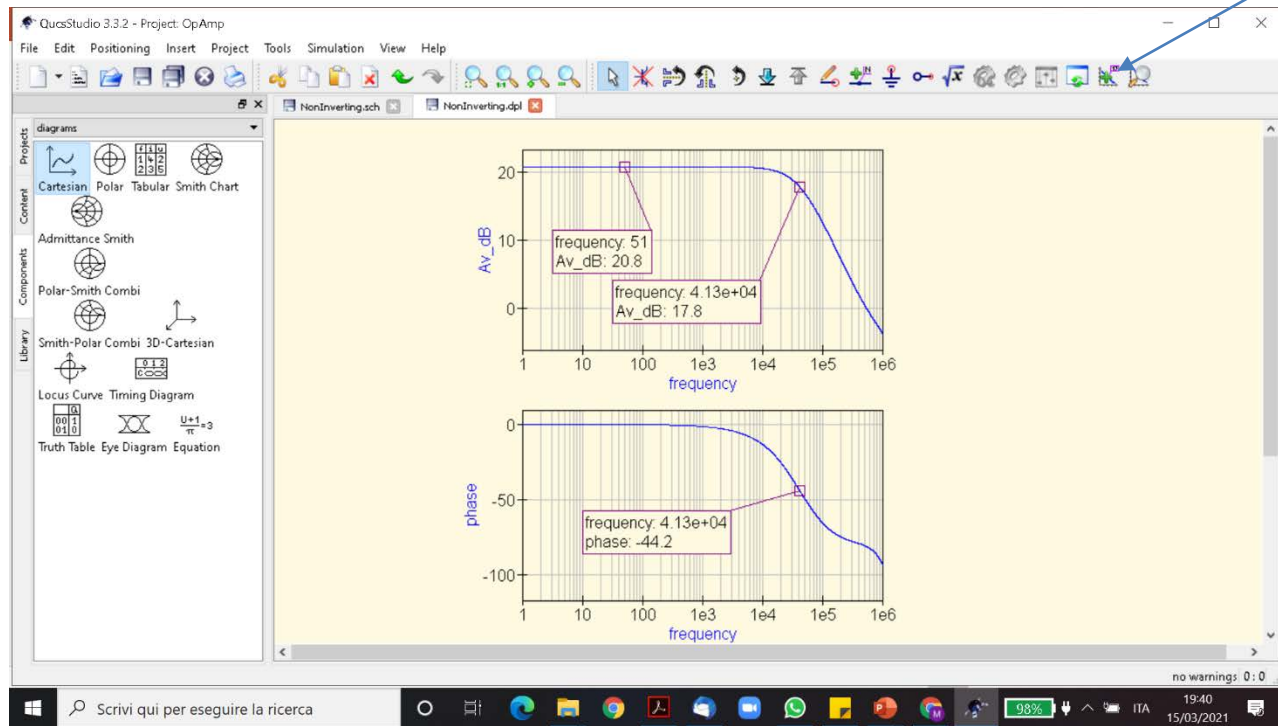 QucsStudio 3.3.2 - Project: OpAmp
File Edit Positioning Insert Project Tools Simulation View Help
NonInverting.sch NonInverting.dpl
diagrams
Projects
Content
Components
Library
Cartesian Polar Tabular Smith Chart
Admittance Smith
Polar-Smith Combi
Smith-Polar Combi 3D-Cartesian
Locus Curve Timing Diagram
Truth Table Eye Diagram Equation
20
10
0
Av_dB
frequency: 51
Av_dB: 20.8
frequency: 4.13e+04
Av_dB: 17.8
1 10 100 1e3 1e4 1e5 1e6
frequency
0
-50
-100
phase
frequency: 4.13e+04
phase: -44.2
1 10 100 1e3 1e4 1e5 1e6
frequency
no warnings 0 : 0
Scrivi qui per eseguire la ricerca
98%
ITA
19:40
15/03/2021